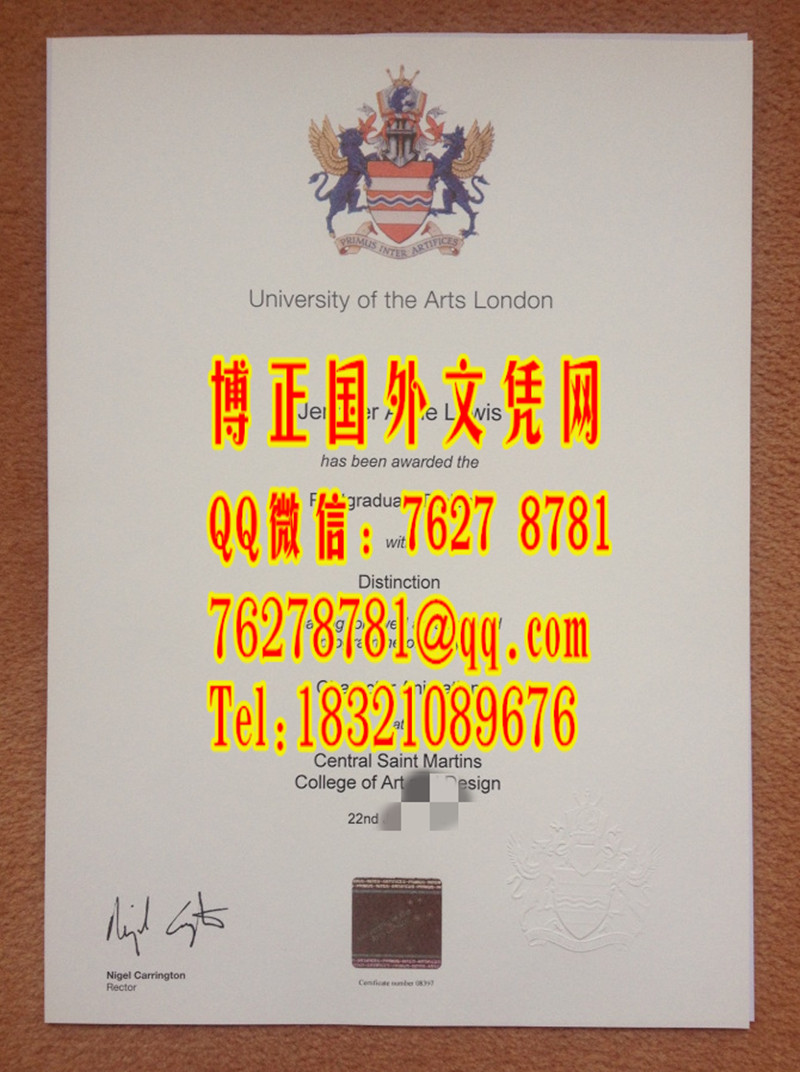 PRIMUS INTER ARTIFICES
University of the Arts London
博正国外文凭网
has been awarded the
QQ微信：7627 8781
Distinction
76278781@qq.com
Tel:18321089676
at
Central Saint Martins
College of Art Design
22nd
Nigel Carrington
Rector
Certificate number 08397